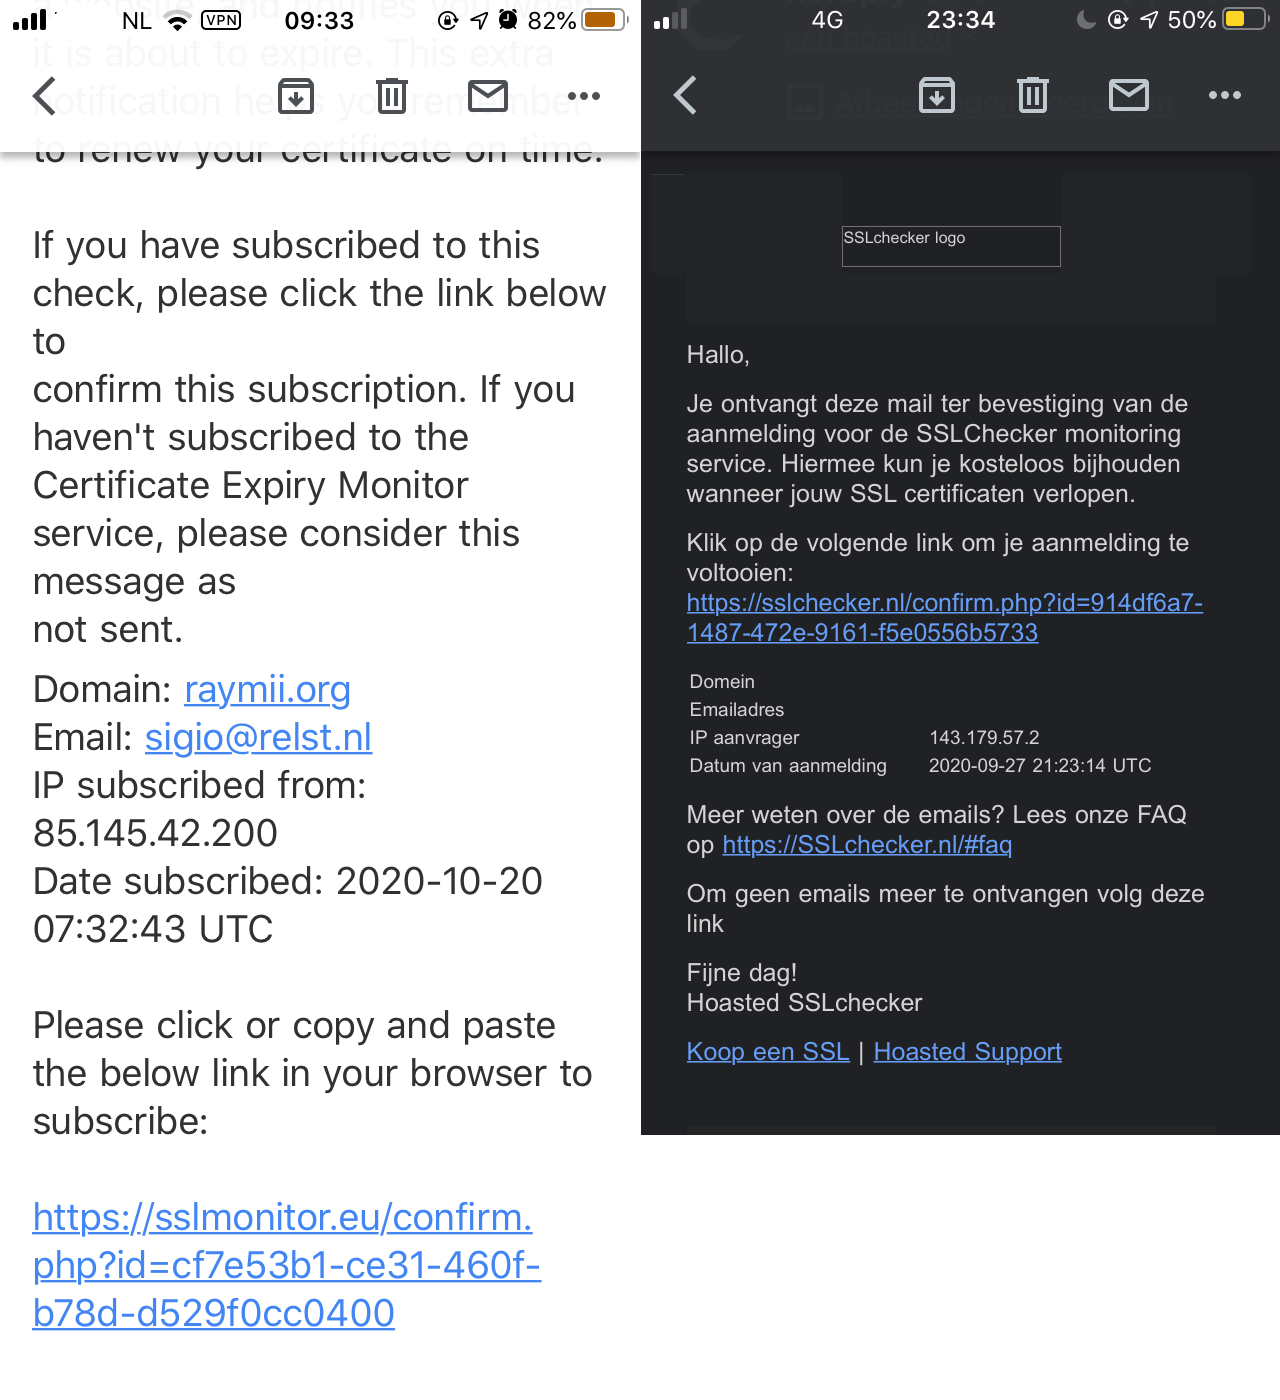 NL VPN 09:33 82%
it is about to expire. This extra
notification helps you remember
to renew your certificate on time.
If you have subscribed to this
check, please click the link below
to
confirm this subscription. If you
haven't subscribed to the
Certificate Expiry Monitor
service, please consider this
message as
not sent.
Domain: raymii.org
Email: sigio@relst.nl
IP subscribed from:
85.145.42.200
Date subscribed: 2020-10-20
07:32:43 UTC
Please click or copy and paste
the below link in your browser to
subscribe:
https://sslmonitor.eu/confirm.
php?id=cf7e53b1-ce31-460f-
b78d-d529f0cc0400
4G 23:34 50%
aan hoasted
SSLchecker logo
Hallo,
Je ontvangt deze mail ter bevestiging van de
aanmelding voor de SSLChecker monitoring
service. Hiermee kun je kosteloos bijhouden
wanneer jouw SSL certificaten verlopen.
Klik op de volgende link om je aanmelding te
voltooien:
https://sslchecker.nl/confirm.php?id=914df6a7-
1487-472e-9161-f5e0556b5733
Domein
Emailadres
IP aanvrager 143.179.57.2
Datum van aanmelding 2020-09-27 21:23:14 UTC
Meer weten over de emails? Lees onze FAQ
op https://SSLchecker.nl/#faq
Om geen emails meer te ontvangen volg deze
link
Fijne dag!
Hoasted SSLchecker
Koop een SSL | Hoasted Support